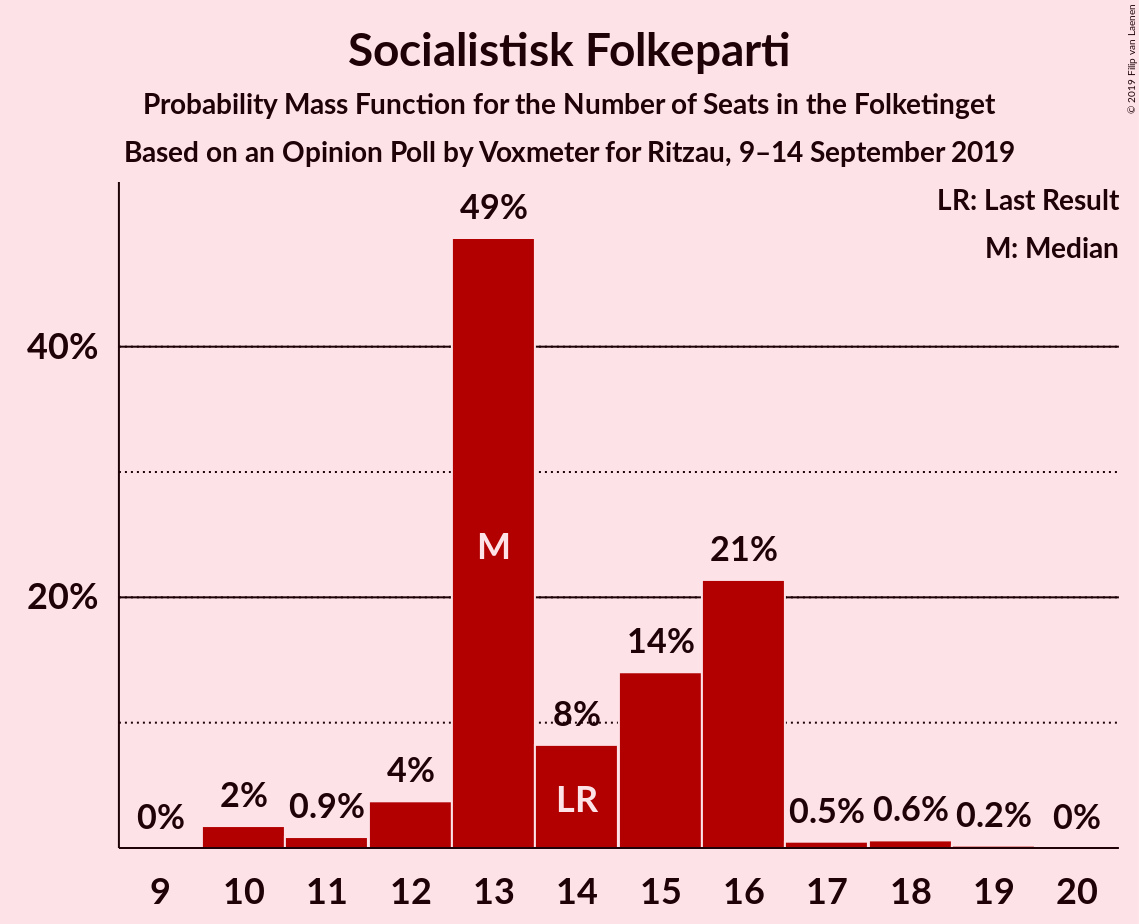 Socialistisk Folkeparti
Probability Mass Function for the Number of Seats in the Folketinget
Based on an Opinion Poll by Voxmeter for Ritzau, 9–14 September 2019
© 2019 Filip van Laenen
LR: Last Result
M: Median
40%
20%
0%
2%
0.9%
4%
49%
M
8%
LR
14%
21%
0.5%
0.6%
0.2%
0%
9 10 11 12 13 14 15 16 17 18 19 20